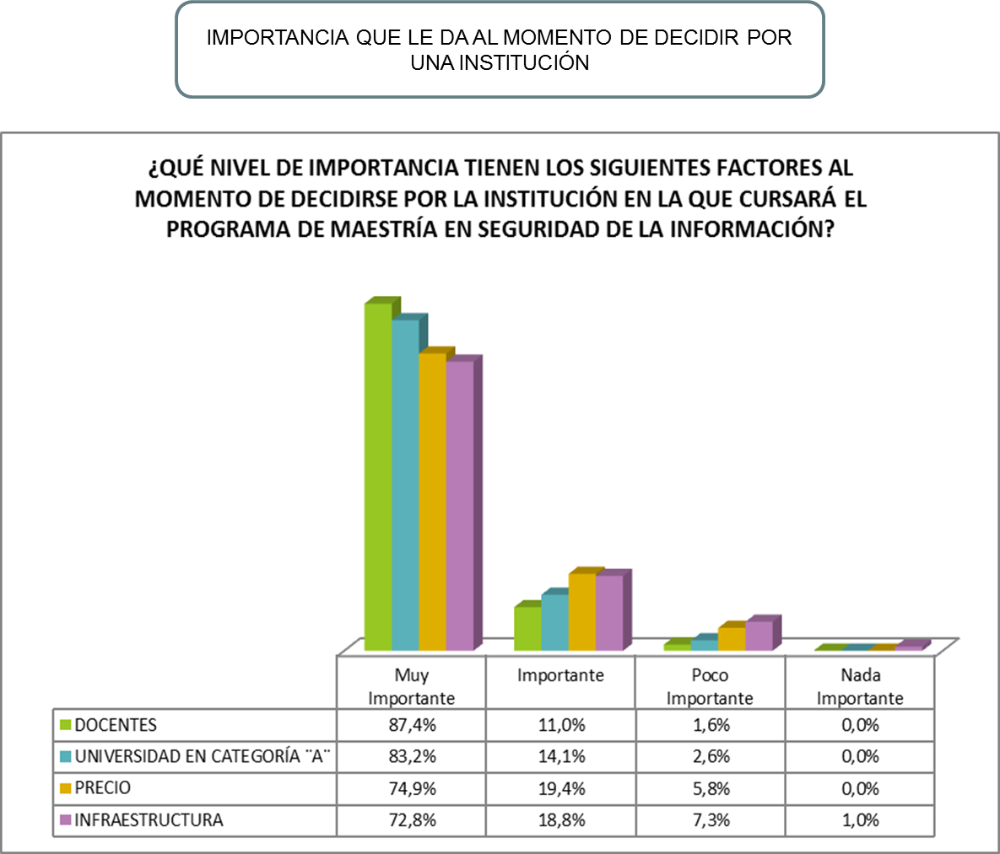 IMPORTANCIA QUE LE DA AL MOMENTO DE DECIDIR POR
UNA INSTITUCIÓN
¿QUÉ NIVEL DE IMPORTANCIA TIENEN LOS SIGUIENTES FACTORES AL
MOMENTO DE DECIDIRSE POR LA INSTITUCIÓN EN LA QUE CURSARÁ EL
PROGRAMA DE MAESTRÍA EN SEGURIDAD DE LA INFORMACIÓN?
Muy Importante Poco Nada
Importante Importante Importante
DOCENTES 87,4% 11,0% 1,6% 0,0%
UNIVERSIDAD EN CATEGORÍA ¨A¨ 83,2% 14,1% 2,6% 0,0%
PRECIO 74,9% 19,4% 5,8% 0,0%
INFRAESTRUCTURA 72,8% 18,8% 7,3% 1,0%